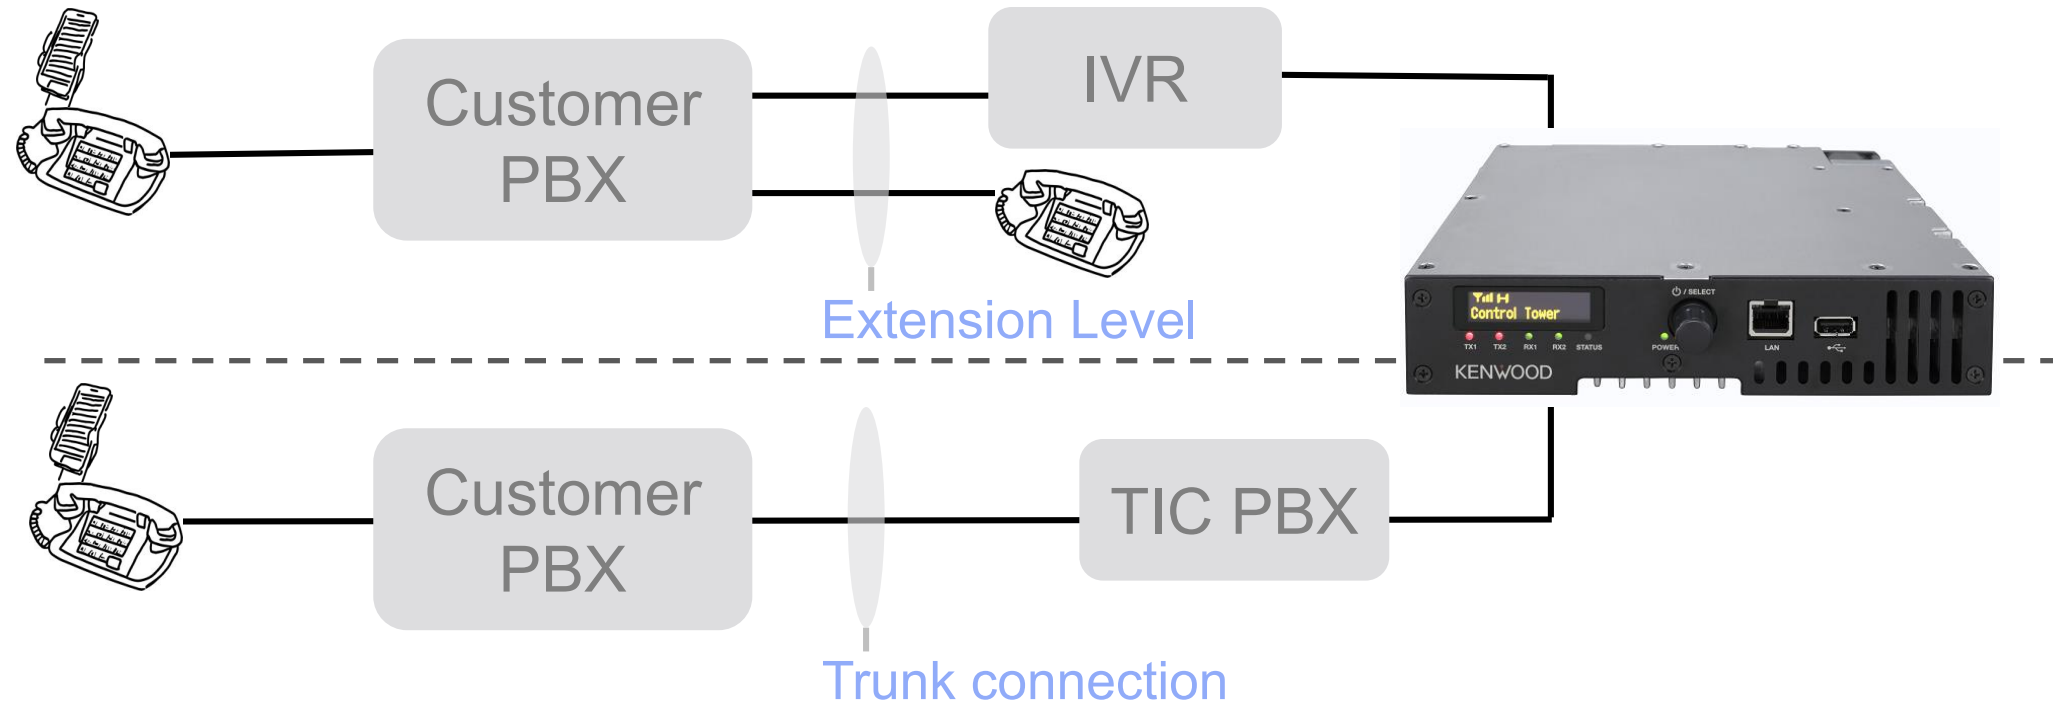 Customer
PBX
IVR
Extension Level
⏻ / SELECT
Control Tower
TX1 TX2 RX1 RX2 STATUS
POWER
LAN
KENWOOD
Customer
PBX
TIC PBX
Trunk connection